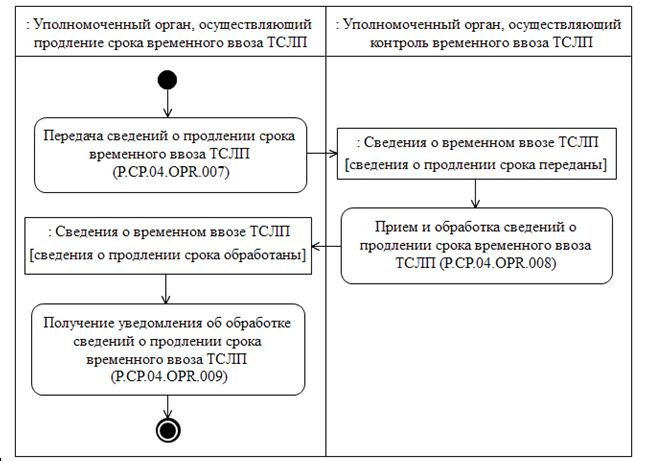 : Уполномоченный орган, осуществляющий
продление срока временного ввоза ТСЛП
: Уполномоченный орган, осуществляющий
контроль временного ввоза ТСЛП
Передача сведений о продлении срока
временного ввоза ТСЛП
(P.CP.04.OPR.007)
: Сведения о временном ввозе ТСЛП
[сведения о продлении срока переданы]
Прием и обработка сведений о
продлении срока временного ввоза
ТСЛП (P.CP.04.OPR.008)
: Сведения о временном ввозе ТСЛП
[сведения о продлении срока обработаны]
Получение уведомления об обработке
сведений о продлении срока
временного ввоза ТСЛП
(P.CP.04.OPR.009)